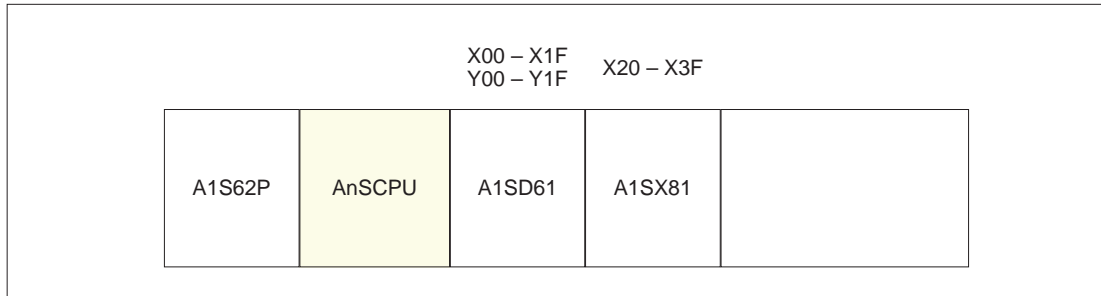 X00 – X1F
Y00 – Y1F
X20 – X3F
A1S62P
AnSCPU
A1SD61
A1SX81